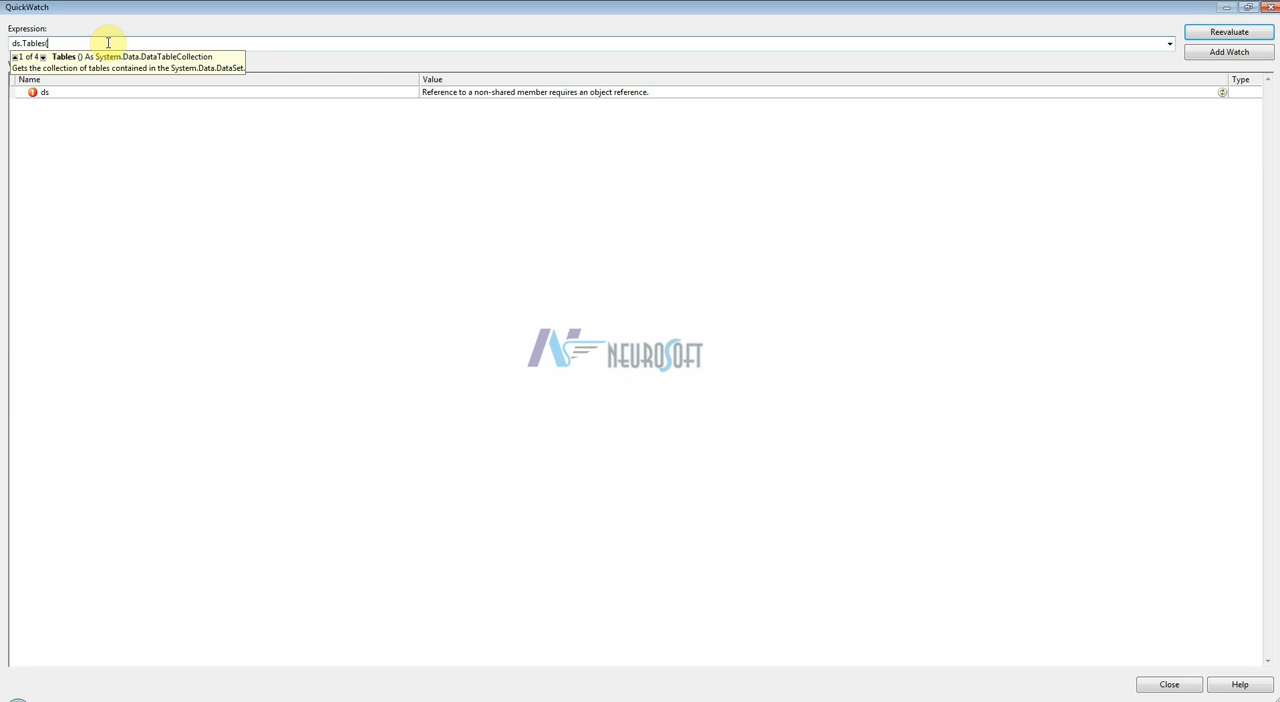 QuickWatch
Expression:
ds.Tables(
Reevaluate
1 of 4 Tables () As System.Data.DataTableCollection
Gets the collection of tables contained in the System.Data.DataSet.
Add Watch
Name Value Type
ds Reference to a non-shared member requires an object reference.
NEUROSOFT
Close Help